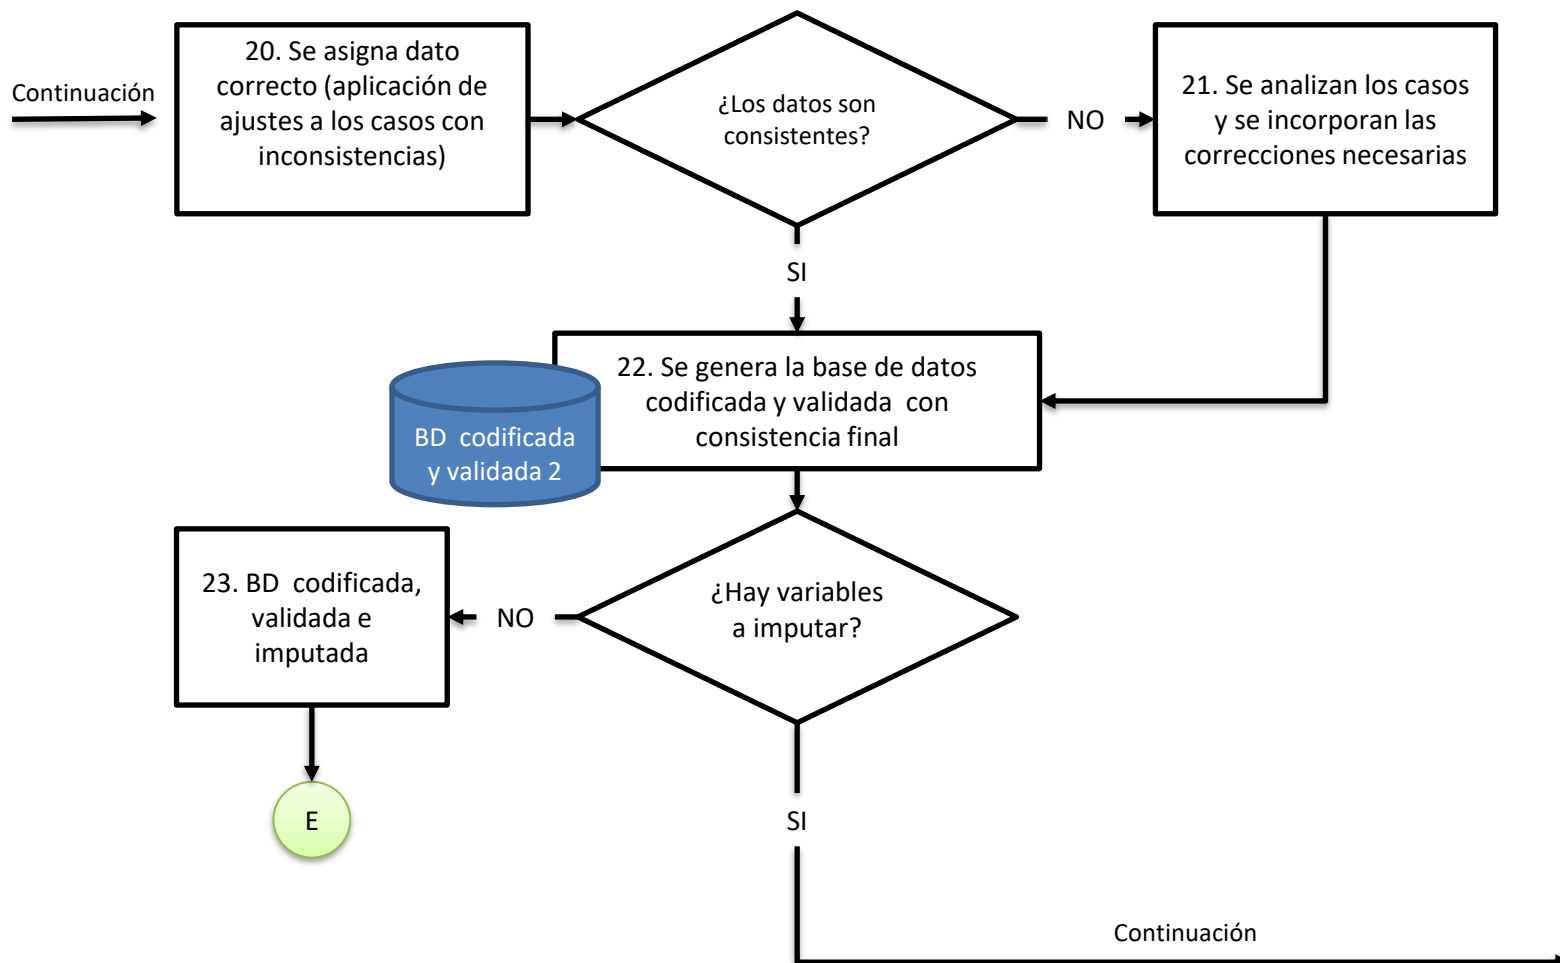 Continuación
20. Se asigna dato
correcto (aplicación de
ajustes a los casos con
inconsistencias)
¿Los datos son
consistentes?
NO
21. Se analizan los casos
y se incorporan las
correcciones necesarias
SI
22. Se genera la base de datos
codificada y validada con
consistencia final
BD codificada
y validada 2
¿Hay variables
a imputar?
NO
23. BD codificada,
validada e
imputada
E
SI
Continuación